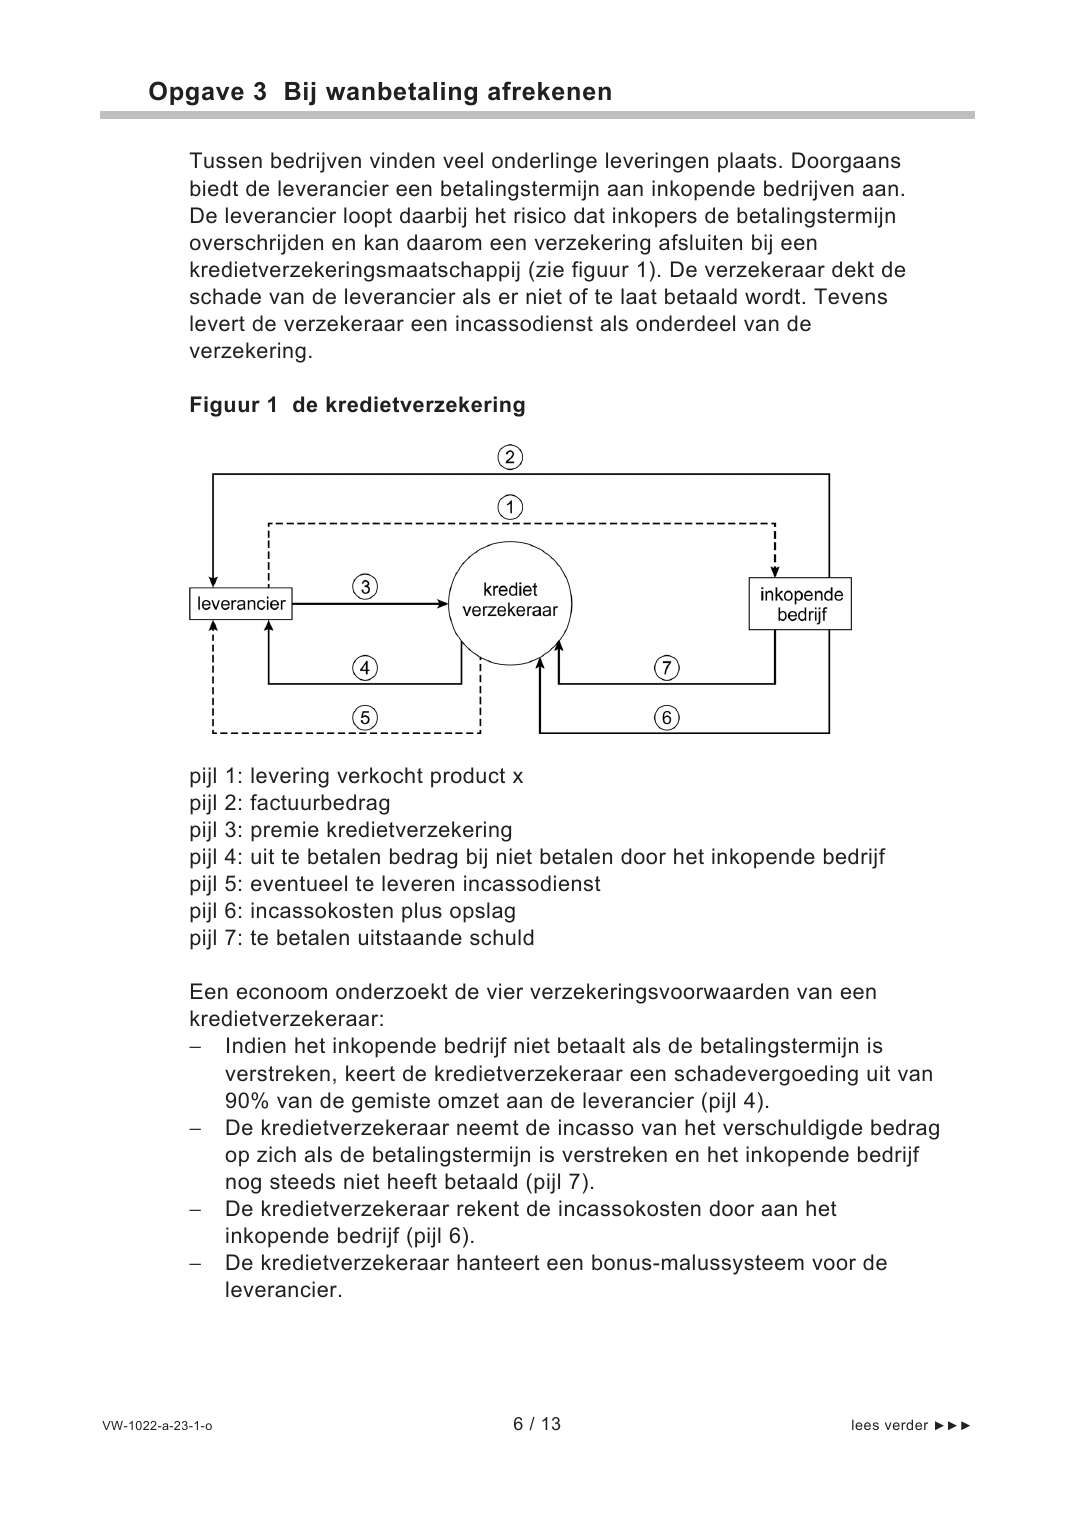 Opgave 3  Bij wanbetaling afrekenen
Tussen bedrijven vinden veel onderlinge leveringen plaats. Doorgaans
biedt de leverancier een betalingstermijn aan inkopende bedrijven aan.
De leverancier loopt daarbij het risico dat inkopers de betalingstermijn
overschrijden en kan daarom een verzekering afsluiten bij een
kredietverzekeringsmaatschappij (zie figuur 1). De verzekeraar dekt de
schade van de leverancier als er niet of te laat betaald wordt. Tevens
levert de verzekeraar een incassodienst als onderdeel van de
verzekering.
Figuur 1  de kredietverzekering
2
1
3
krediet
verzekeraar
leverancier
inkopende
bedrijf
4
7
5
6
pijl 1: levering verkocht product x
pijl 2: factuurbedrag
pijl 3: premie kredietverzekering
pijl 4: uit te betalen bedrag bij niet betalen door het inkopende bedrijf
pijl 5: eventueel te leveren incassodienst
pijl 6: incassokosten plus opslag
pijl 7: te betalen uitstaande schuld
Een econoom onderzoekt de vier verzekeringsvoorwaarden van een
kredietverzekeraar:
– Indien het inkopende bedrijf niet betaalt als de betalingstermijn is
verstreken, keert de kredietverzekeraar een schadevergoeding uit van
90% van de gemiste omzet aan de leverancier (pijl 4).
– De kredietverzekeraar neemt de incasso van het verschuldigde bedrag
op zich als de betalingstermijn is verstreken en het inkopende bedrijf
nog steeds niet heeft betaald (pijl 7).
– De kredietverzekeraar rekent de incassokosten door aan het
inkopende bedrijf (pijl 6).
– De kredietverzekeraar hanteert een bonus-malussysteem voor de
leverancier.
VW-1022-a-23-1-o
6 / 13
lees verder ►►►